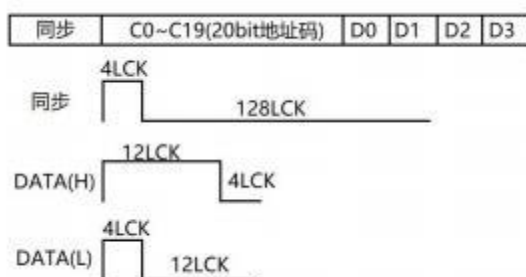 同步 C0~C19(20bit地址码) D0 D1 D2 D3
4LCK
同步 128LCK
12LCK
DATA(H) 4LCK
4LCK
DATA(L) 12LCK